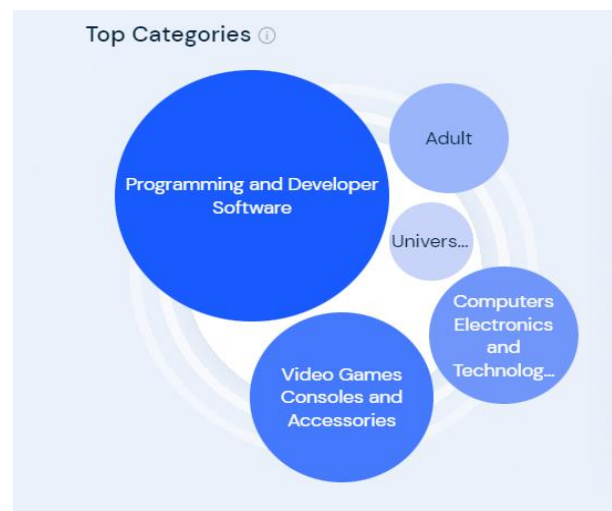 Top Categories
Programming and Developer
Software
Adult
Univers...
Computers
Electronics
and
Technolog...
Video Games
Consoles and
Accessories